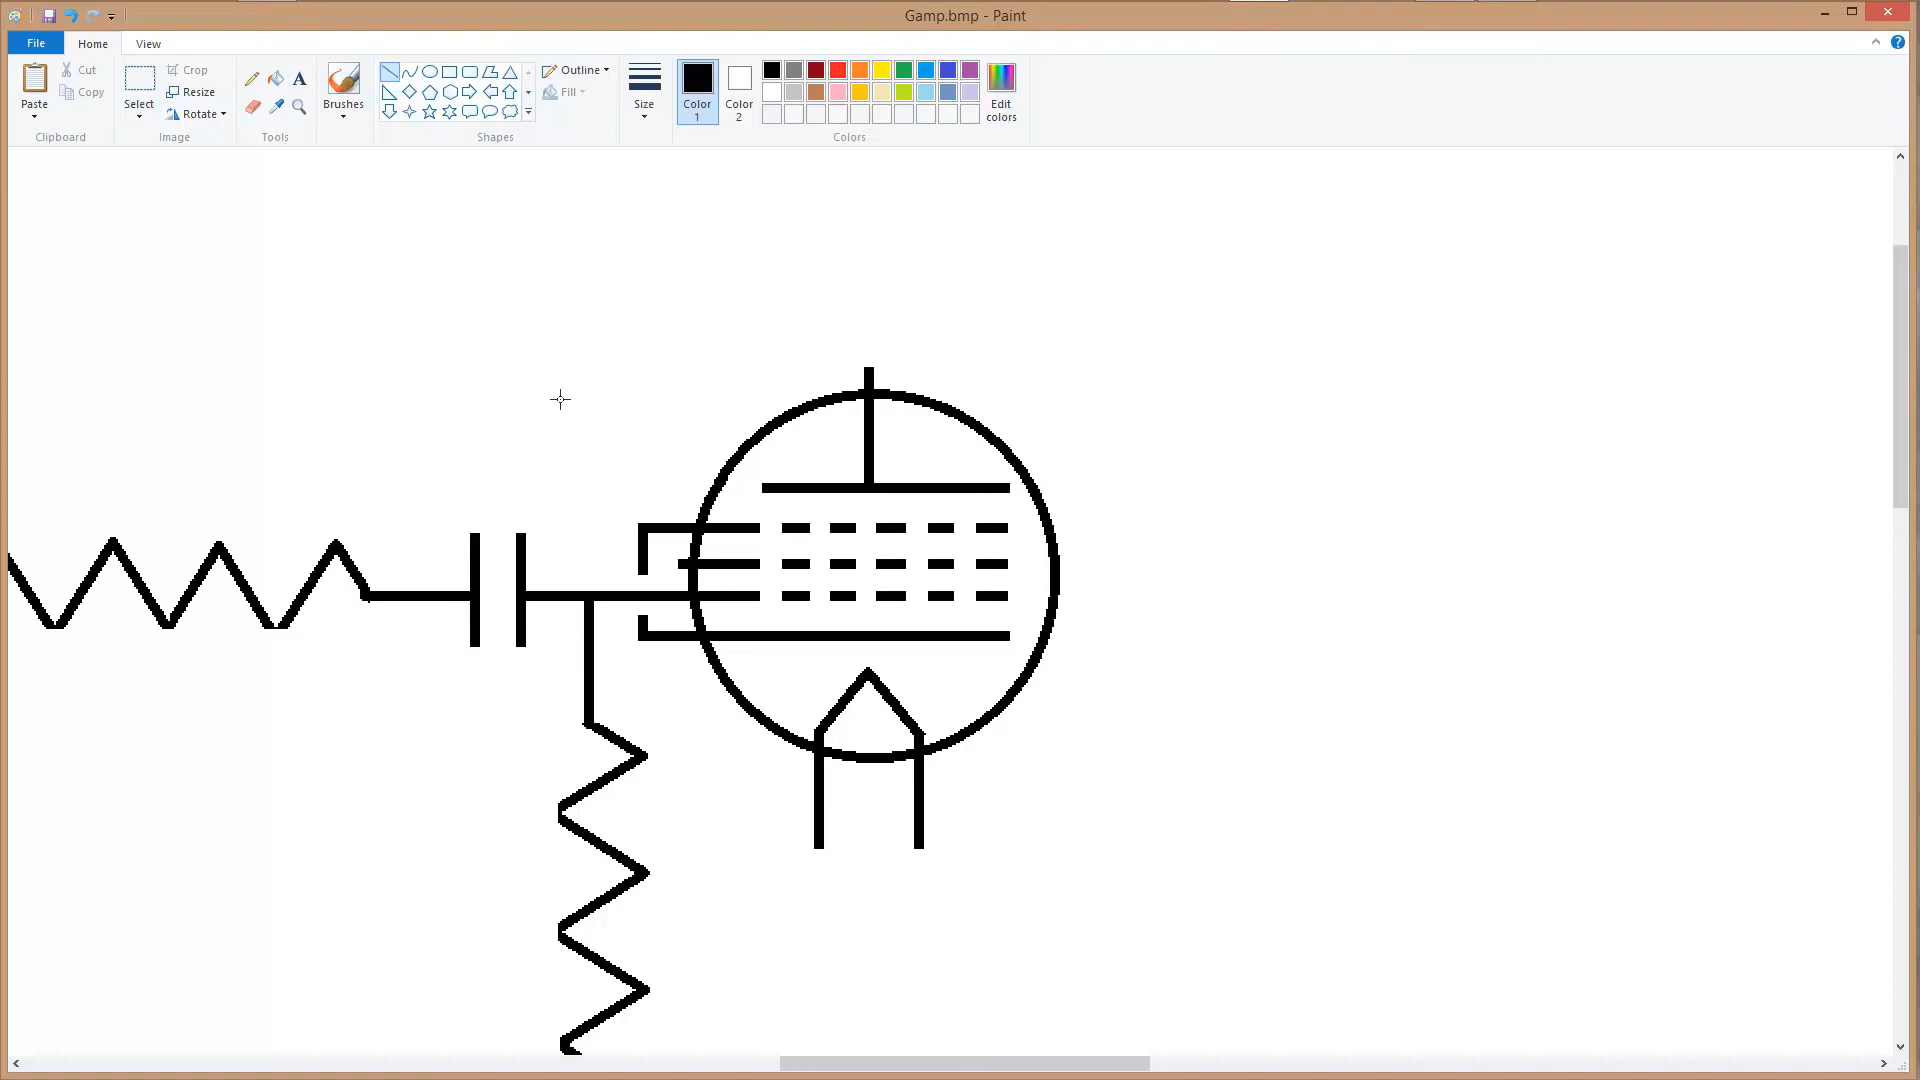 Gamp.bmp - Paint
File Home View
Paste
Cut
Copy
Clipboard
Select
Crop
Resize
Rotate
Image
A
Tools
Brushes
Outline
Fill
Shapes
Size
Color 1
Color 2
Edit colors
Colors